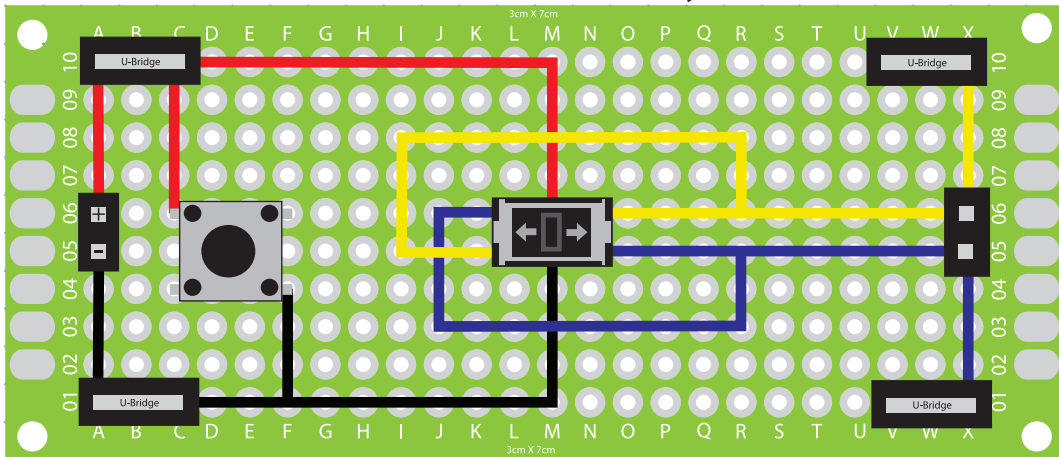 3cm X 7cm
A B C D E F G H I J K L M N O P Q R S T U V W X
10 U-Bridge U-Bridge 10
09 09
08 08
07 07
06 + 06
05 - 05
04 04
03 03
02 02
01 U-Bridge U-Bridge 01
A B C D E F G H I J K L M N O P Q R S T U V W X
3cm X 7cm